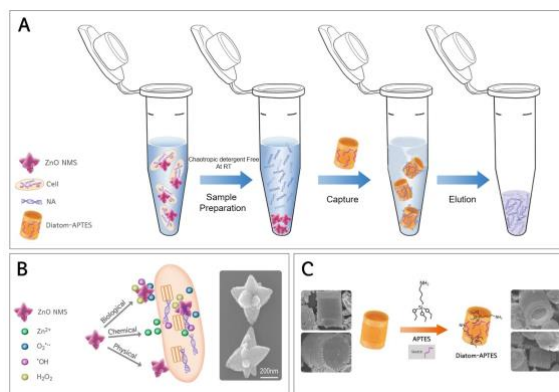 A
Chaotropic detergent Free
At RT
Sample
Preparation
Capture
Elution
ZnO NMS
Cell
NA
Diatom-APTES
B
ZnO NMS
Zn²⁺
O₂•−
•OH
H₂O₂
Biological
Chemical
Physical
200nm
C
NH₂
APTES
Diatom-APTES